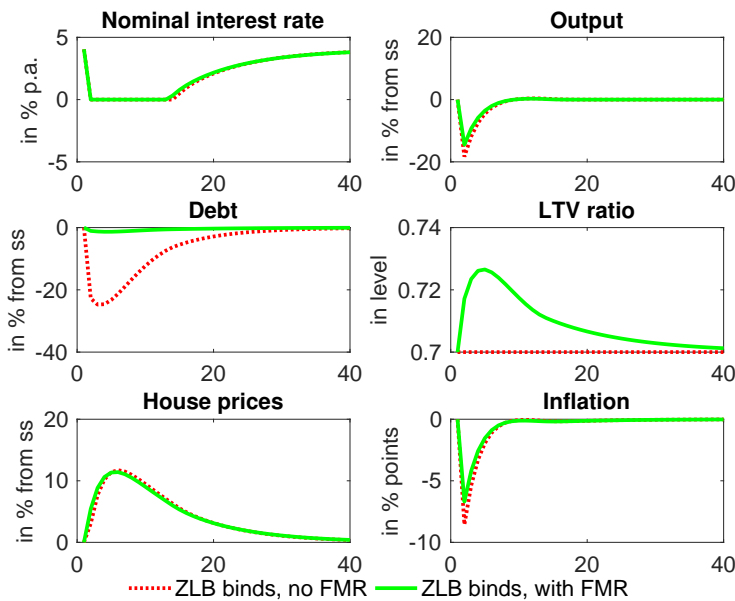 Nominal interest rate
in % p.a.
5
0
-5
0
20
40
Output
in % from ss
20
0
-20
0
20
40
Debt
in % from ss
0
-20
-40
0
20
40
LTV ratio
in level
0.74
0.72
0.7
0
20
40
House prices
in % from ss
20
10
0
0
20
40
Inflation
in % points
0
-5
-10
0
20
40
ZLB binds, no FMR
ZLB binds, with FMR